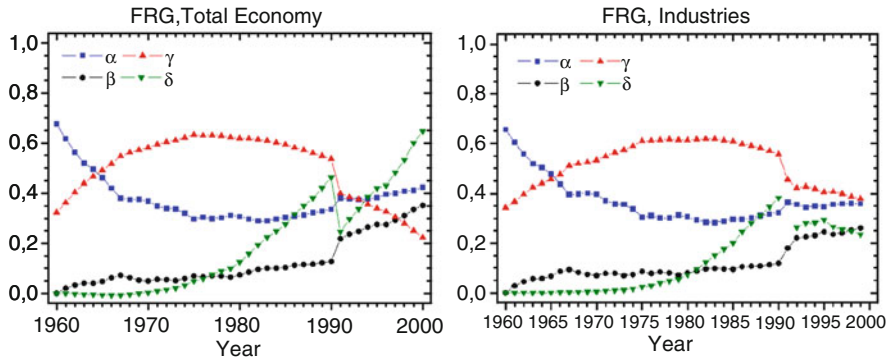 FRG,Total Economy
1,0
0,8
0,6
0,4
0,2
0,0
α γ
β δ
1960 1970 1980 1990 2000
Year
FRG, Industries
1,0
0,8
0,6
0,4
0,2
0,0
α γ
β δ
1960 1965 1970 1975 1980 1985 1990 1995 2000
Year